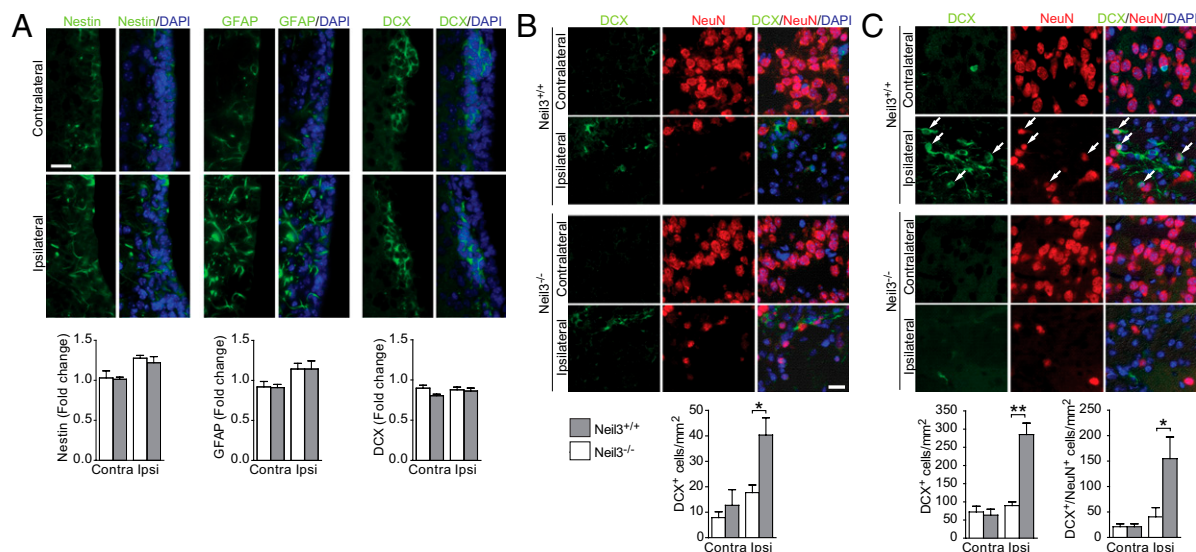 A
Nestin Nestin/DAPI GFAP GFAP/DAPI DCX DCX/DAPI
Contralateral
Ipsilateral
Nestin (Fold change)
1.5
1.0
0.5
0.0
Contra Ipsi
GFAP (Fold change)
1.5
1.0
0.5
0.0
Contra Ipsi
DCX (Fold change)
1.5
1.0
0.5
0.0
Contra Ipsi
B
DCX NeuN DCX/NeuN/DAPI
Neil3+/+
Contralateral
Ipsilateral
Neil3-/-
Contralateral
Ipsilateral
Neil3+/+
Neil3-/-
DCX+ cells/mm2
50
40
30
20
10
0
*
Contra Ipsi
C
DCX NeuN DCX/NeuN/DAPI
Neil3+/+
Contralateral
Ipsilateral
Neil3-/-
Contralateral
Ipsilateral
DCX+ cells/mm2
350
300
250
200
150
100
50
0
**
Contra Ipsi
DCX+/NeuN+ cells/mm2
250
200
150
100
50
0
*
Contra Ipsi